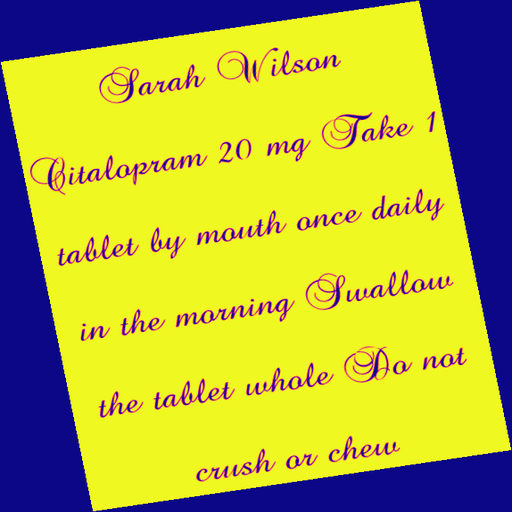 Sarah Wilson
Citalopram 20 mg Take 1
tablet by mouth once daily
in the morning Swallow
the tablet whole Do not
crush or chew